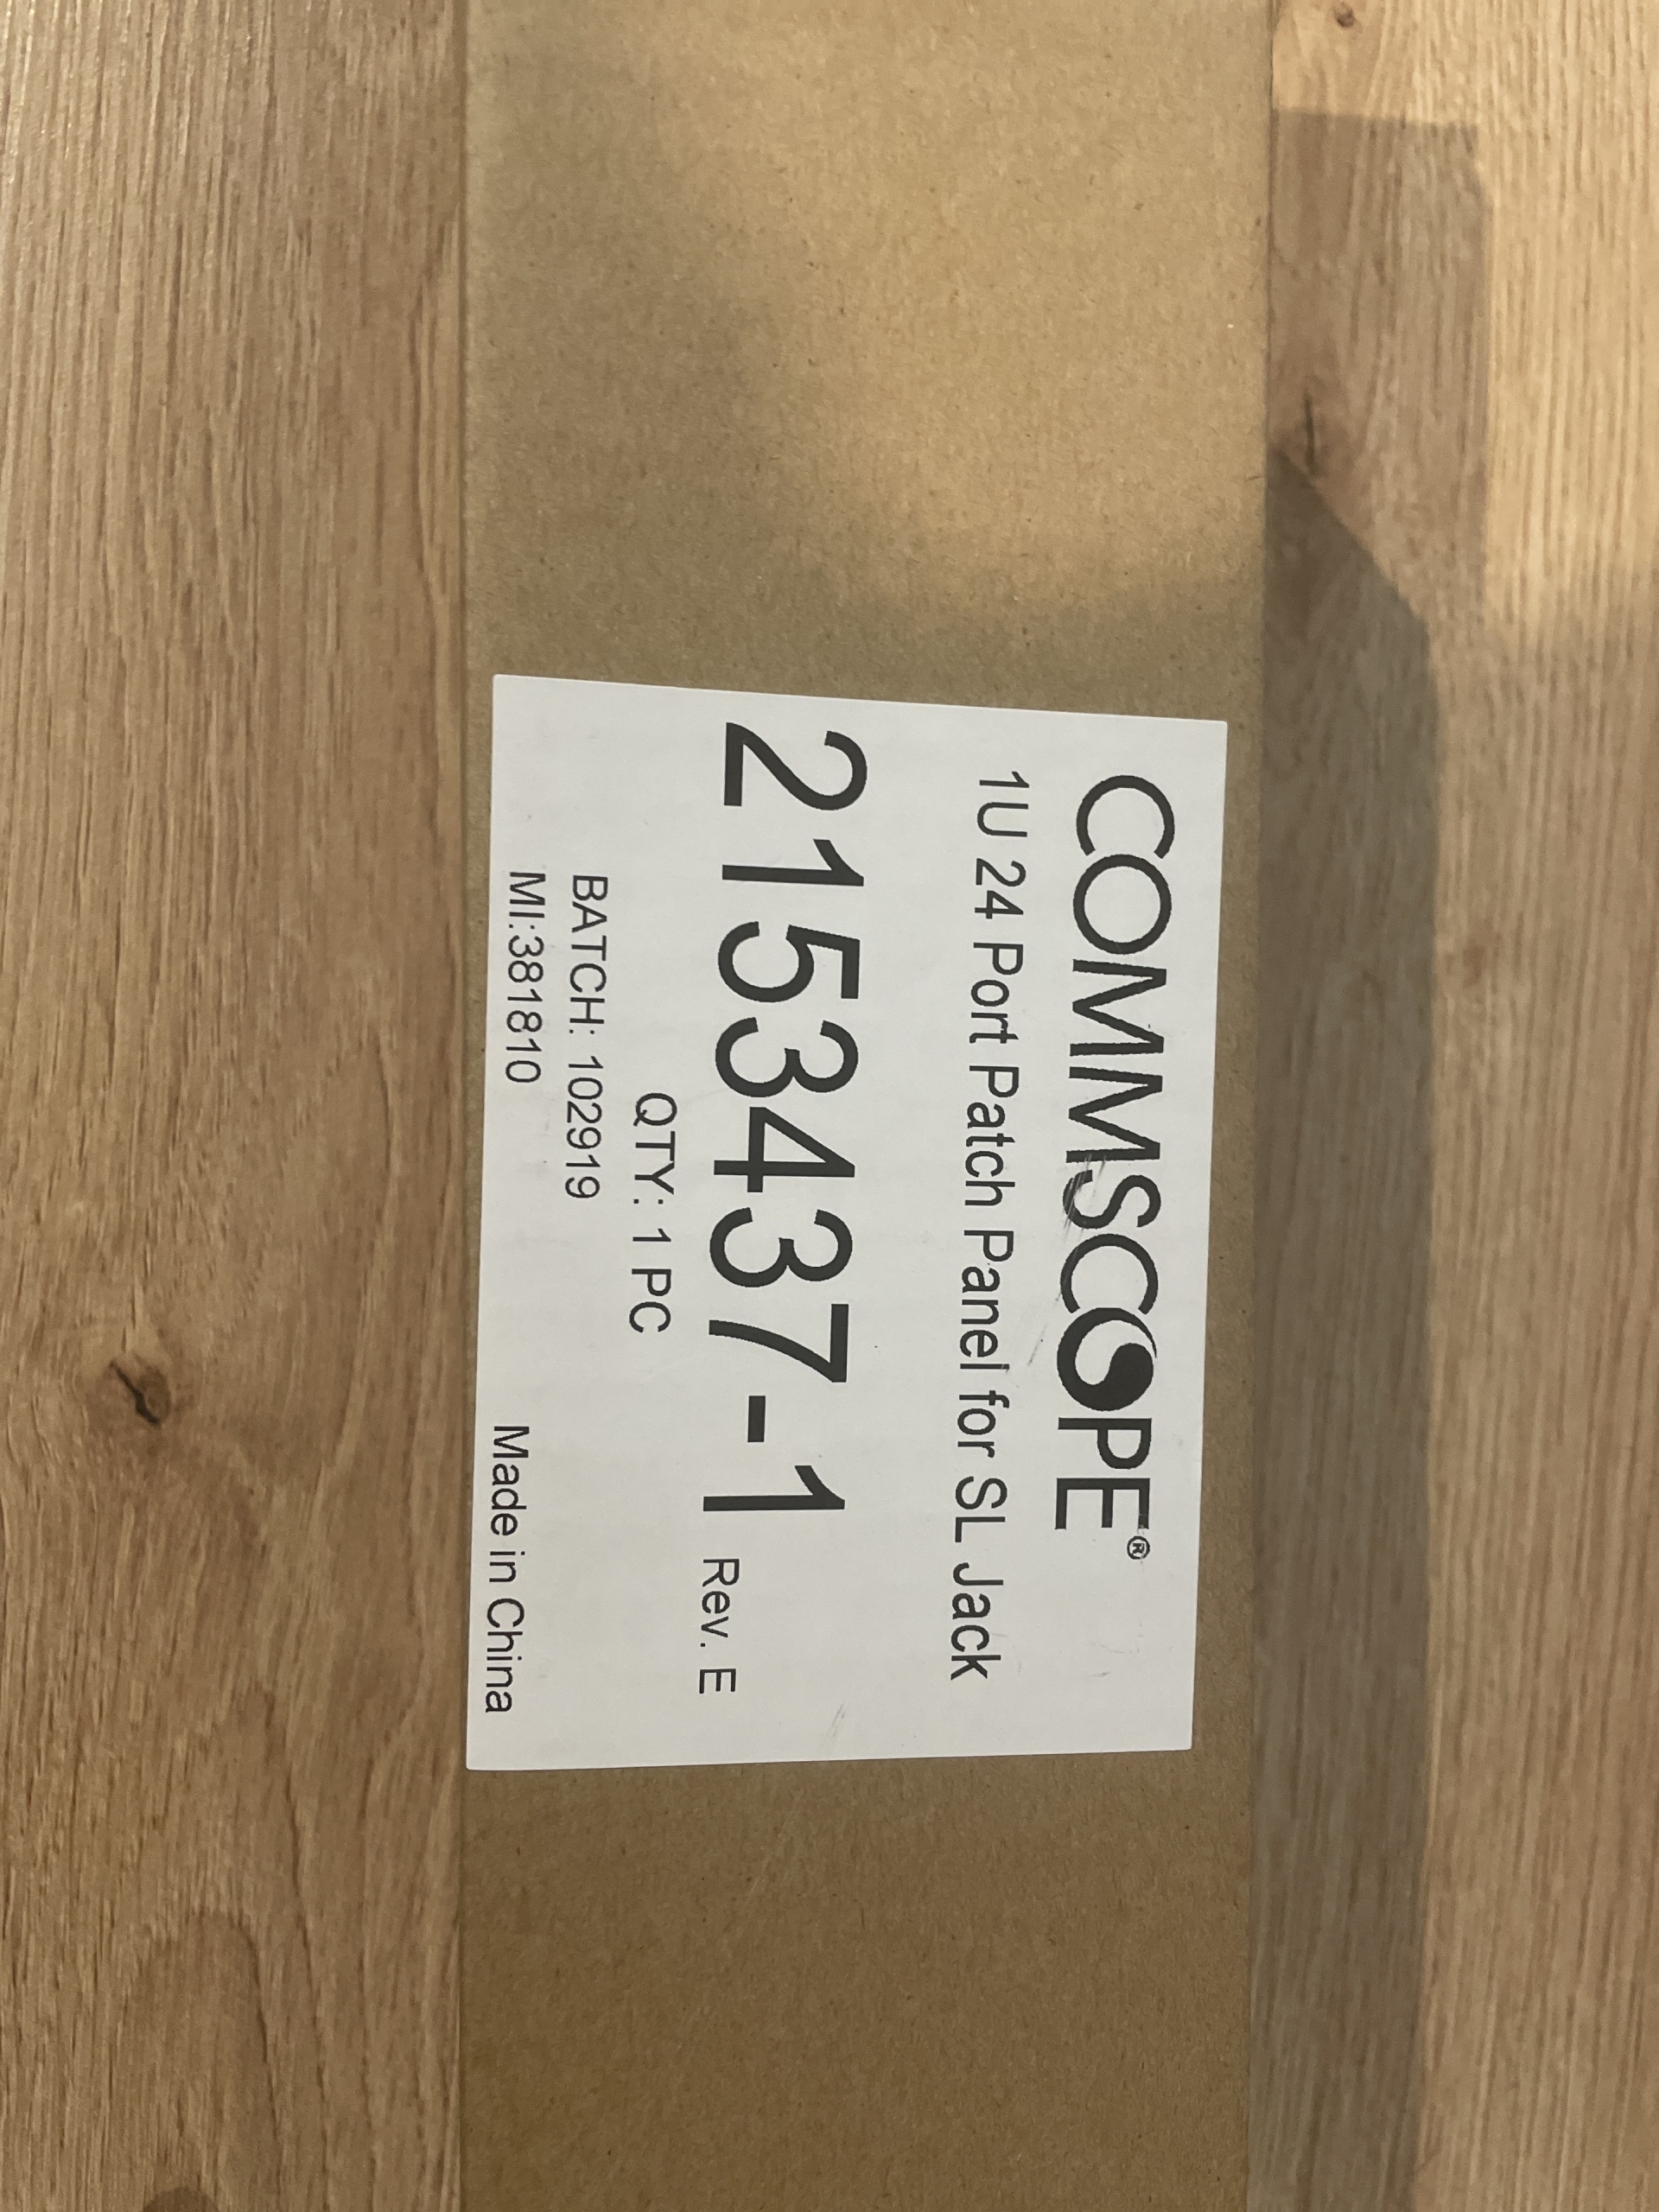 COMMSCOPE®
1U 24 Port Patch Panel for SL Jack
2153437-1 Rev. E
QTY: 1 PC
BATCH: 102919
MI:381810 Made in China